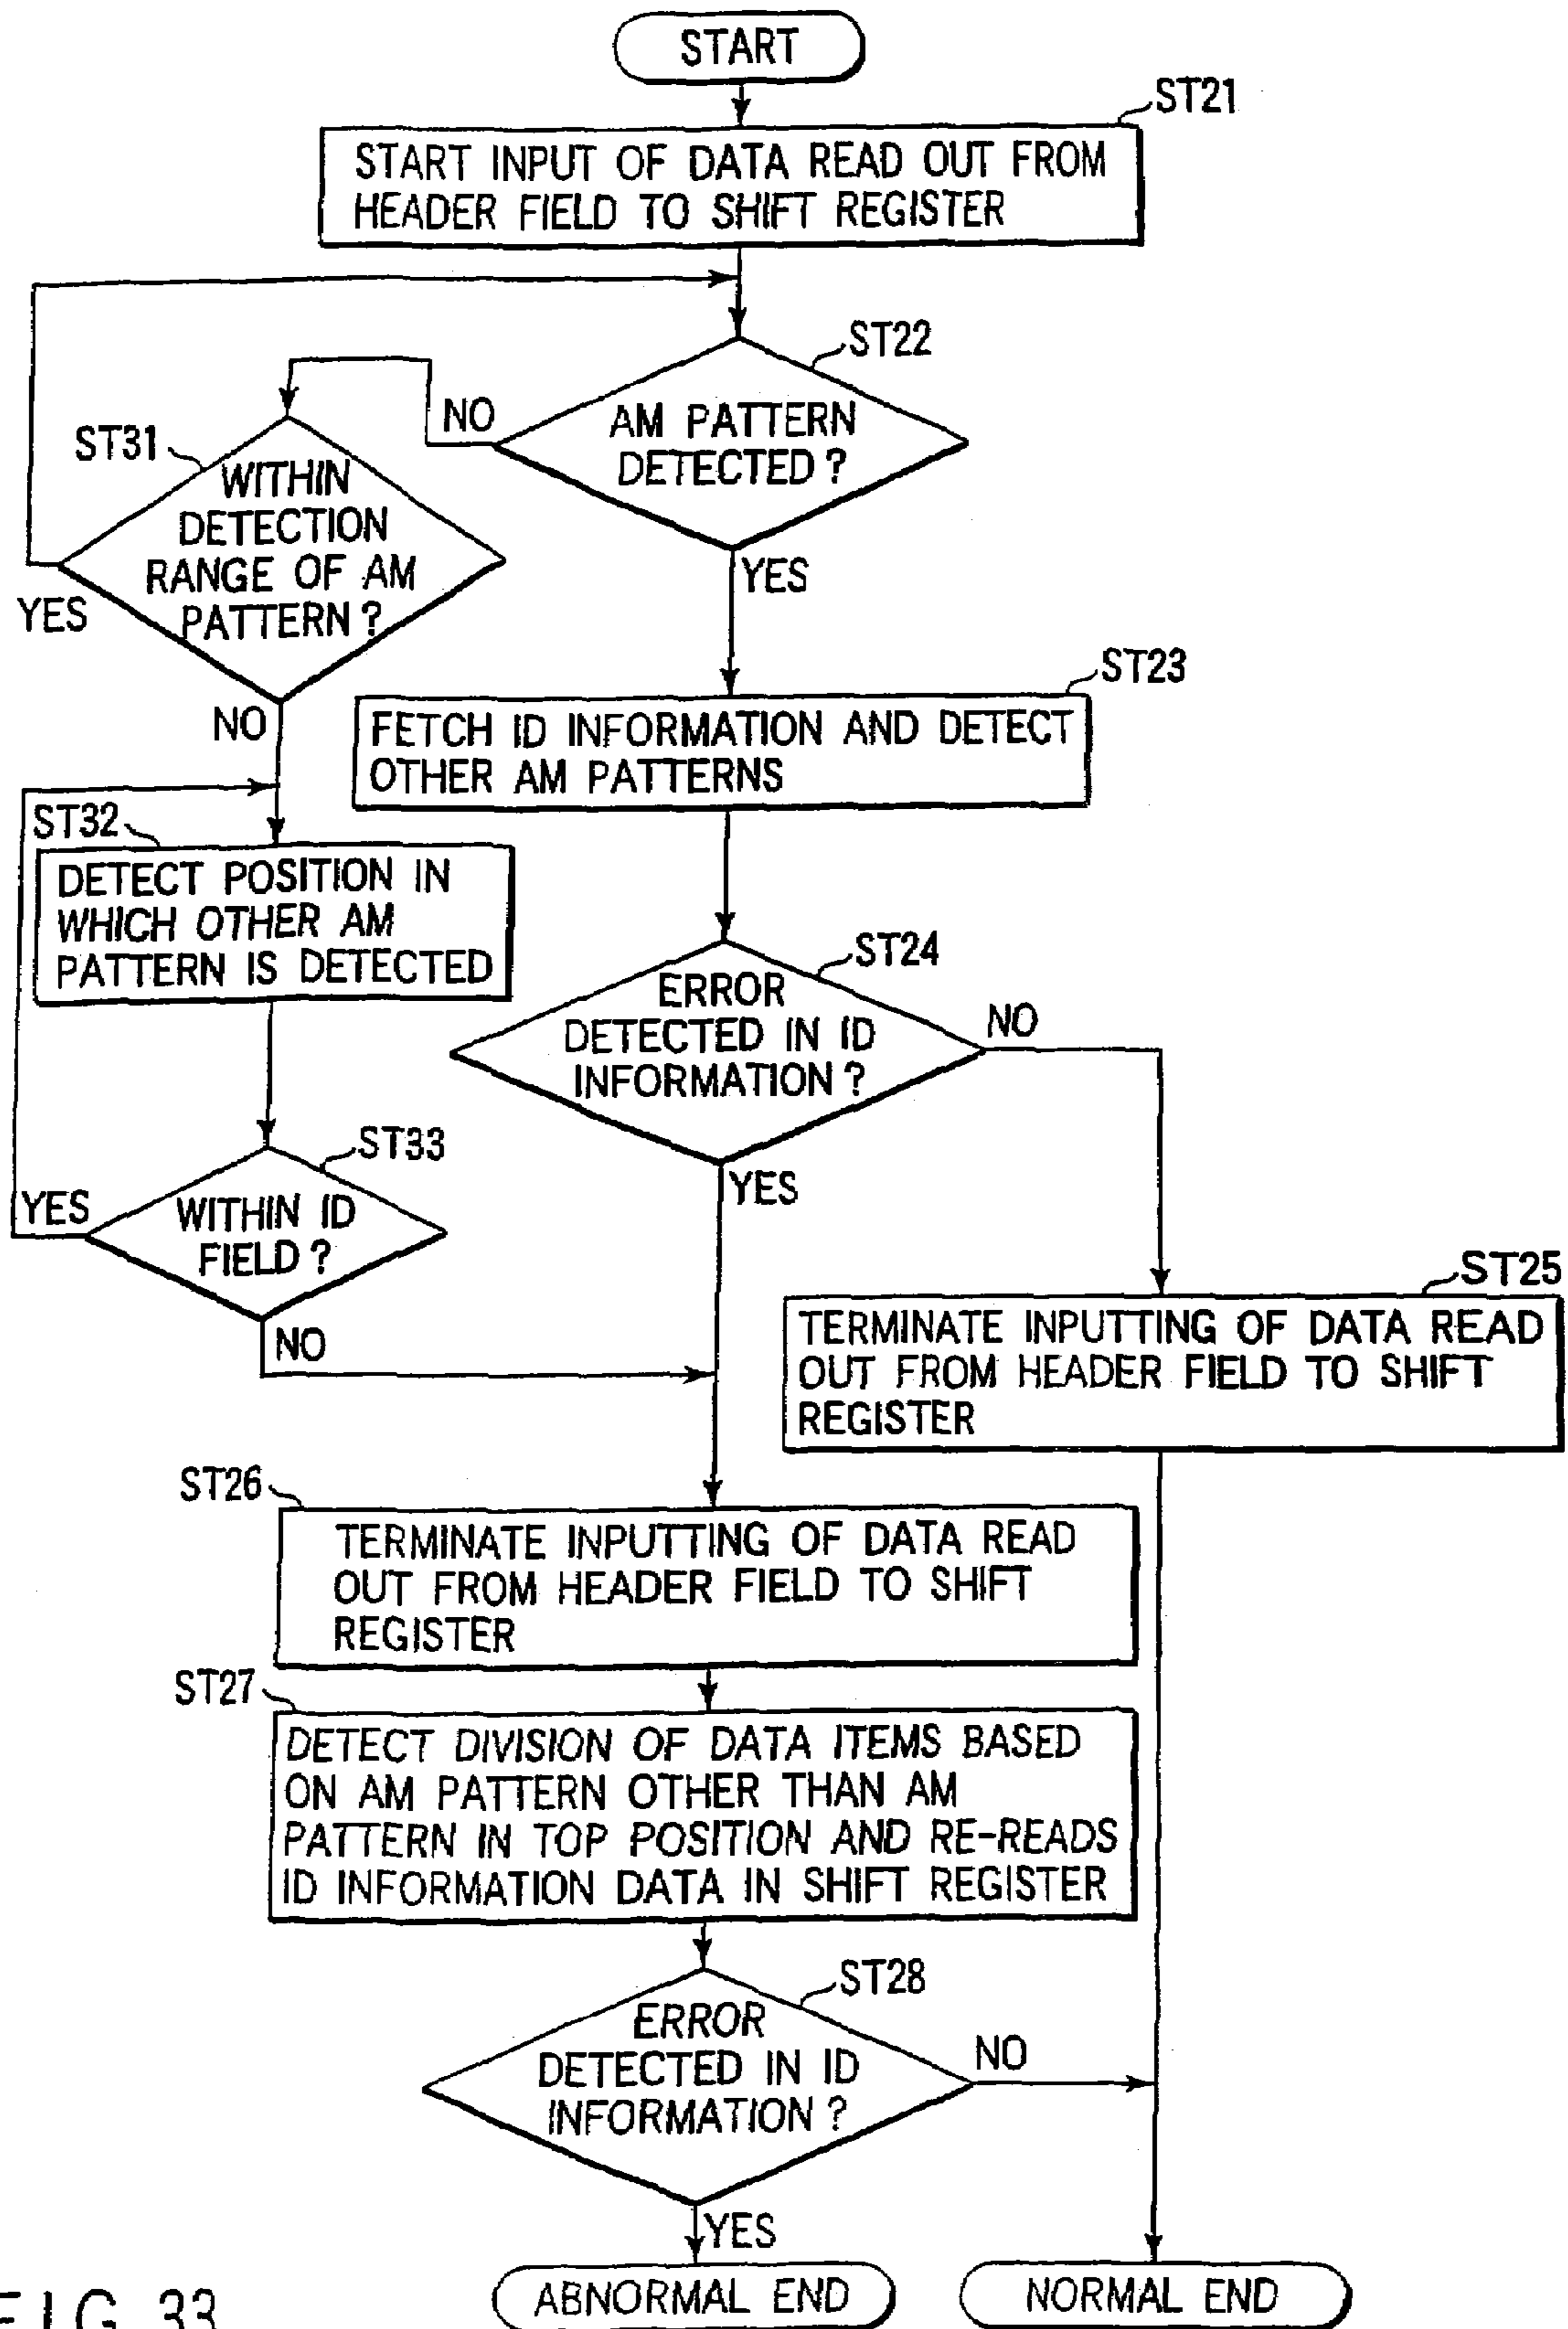 START
ST21
START INPUT OF DATA READ OUT FROM
HEADER FIELD TO SHIFT REGISTER
ST22
AM PATTERN
DETECTED?
NO
YES
ST31
WITHIN
DETECTION
RANGE OF AM
PATTERN?
YES
NO
ST23
FETCH ID INFORMATION AND DETECT
OTHER AM PATTERNS
ST32
DETECT POSITION IN
WHICH OTHER AM
PATTERN IS DETECTED
ST24
ERROR
DETECTED IN ID
INFORMATION?
NO
YES
ST33
WITHIN ID
FIELD?
YES
NO
ST25
TERMINATE INPUTTING OF DATA READ
OUT FROM HEADER FIELD TO SHIFT
REGISTER
ST26
TERMINATE INPUTTING OF DATA READ
OUT FROM HEADER FIELD TO SHIFT
REGISTER
ST27
DETECT DIVISION OF DATA ITEMS BASED
ON AM PATTERN OTHER THAN AM
PATTERN IN TOP POSITION AND RE-READS
ID INFORMATION DATA IN SHIFT REGISTER
ST28
ERROR
DETECTED IN ID
INFORMATION?
NO
YES
ABNORMAL END
NORMAL END
FIG. 33